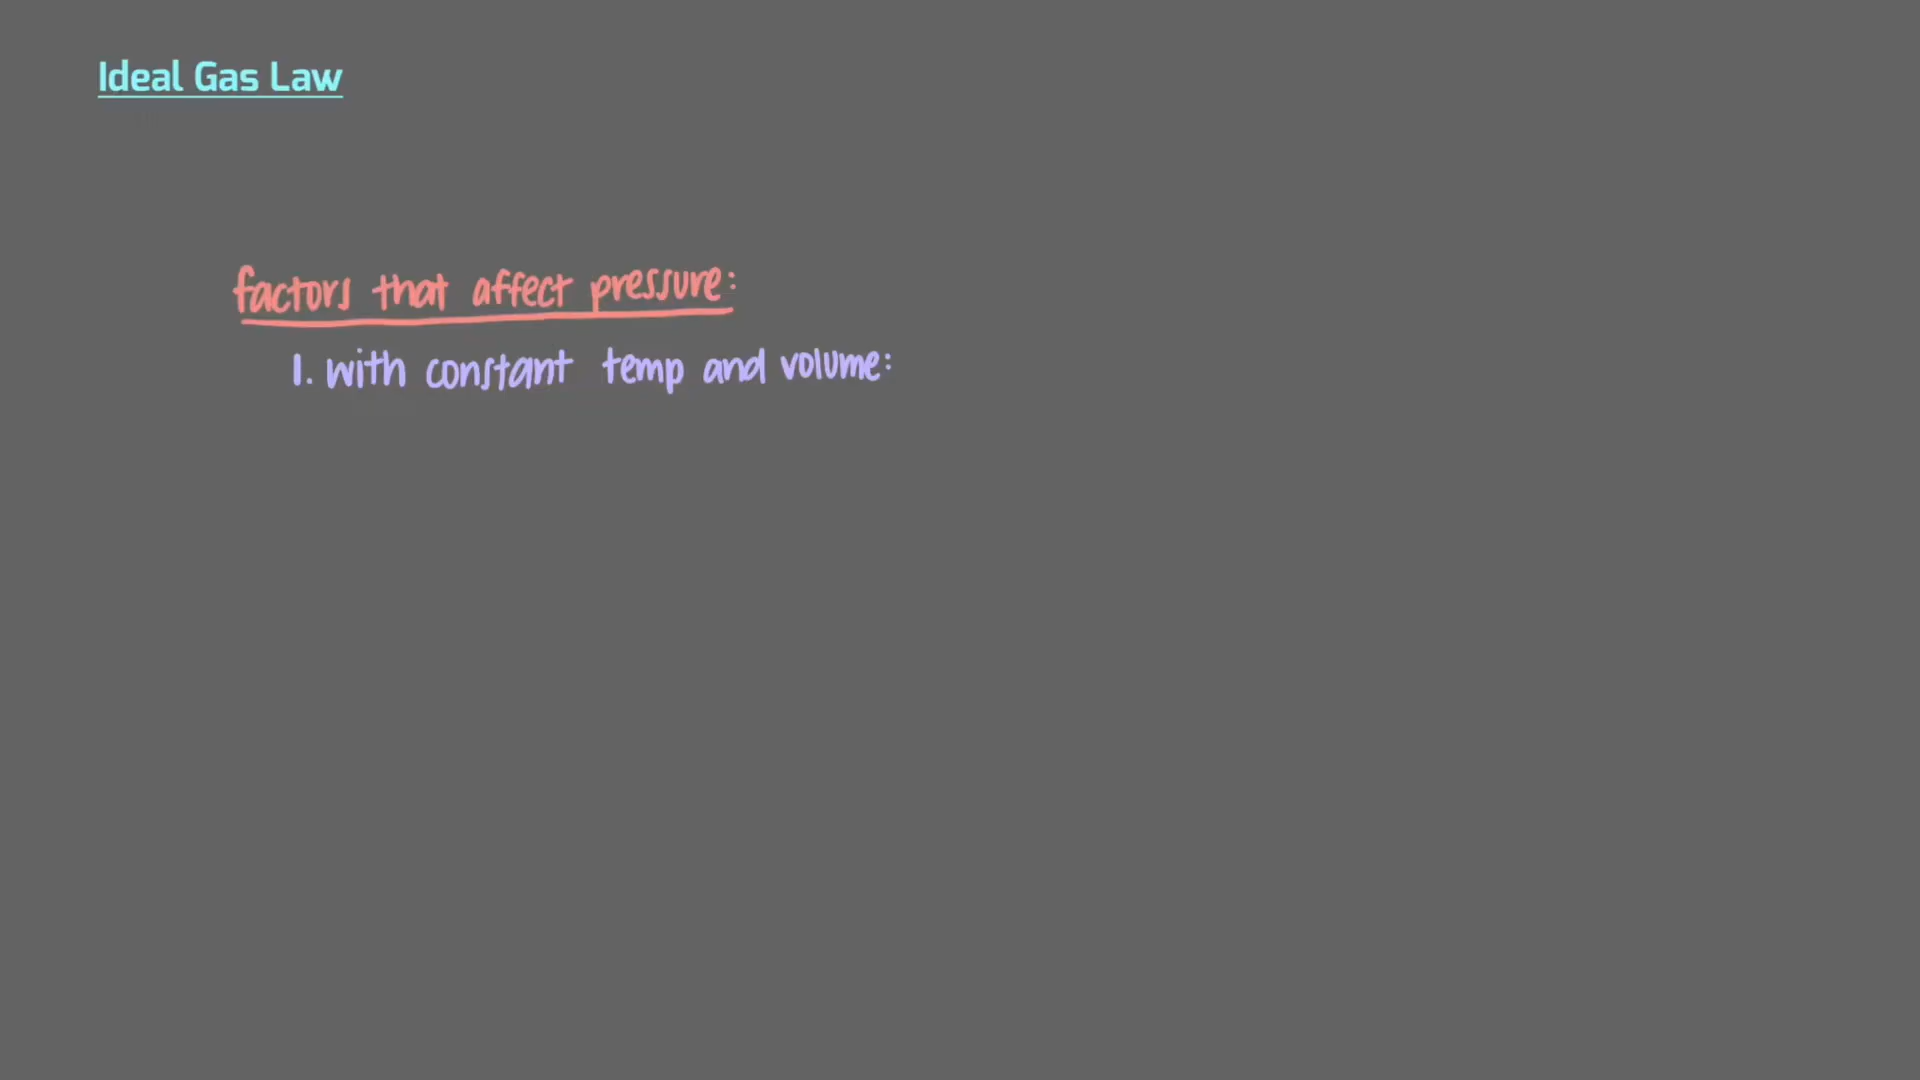 Ideal Gas Law
factors that affect pressure:
1. with constant temp and volume: